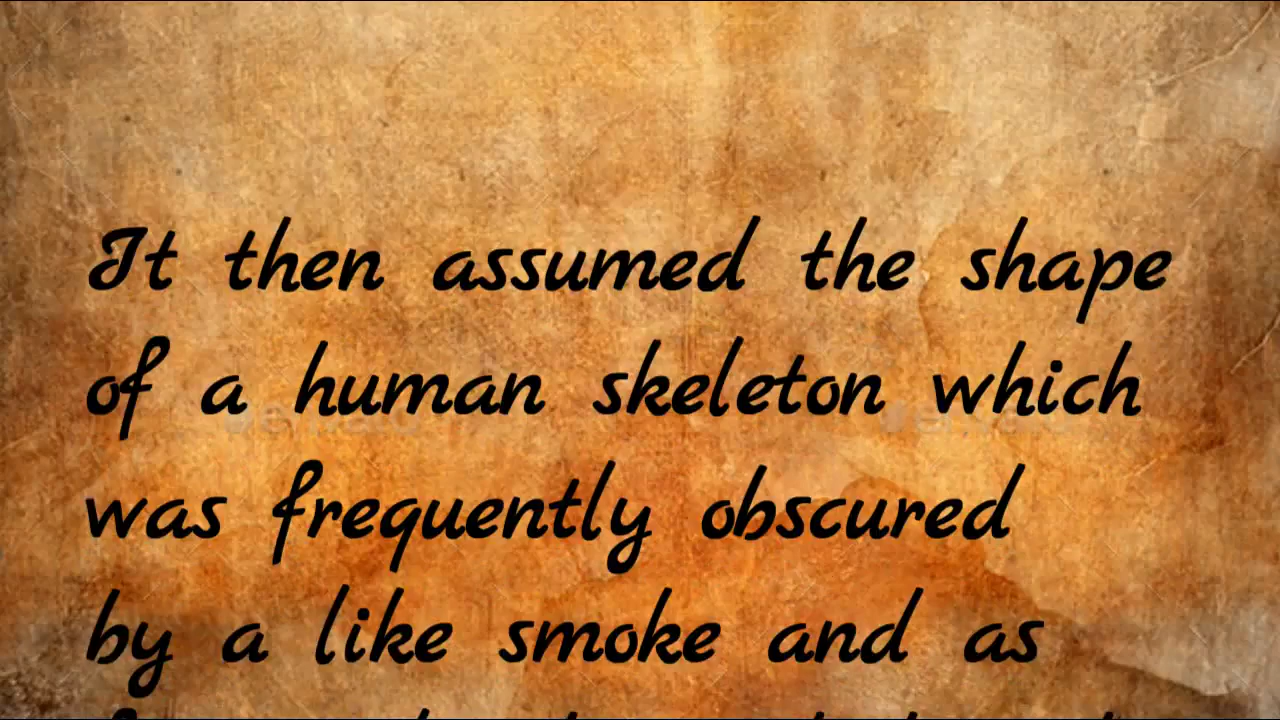 It then assumed the shape
of a human skeleton which
was frequently obscured
by a like smoke and as